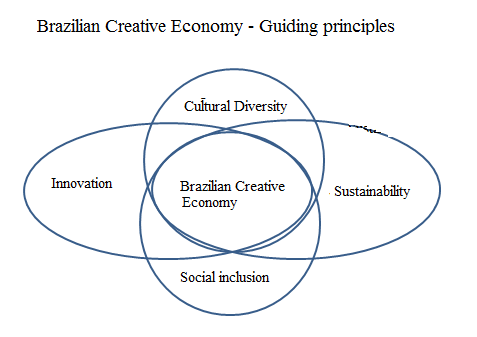 Brazilian Creative Economy - Guiding principles
Cultural Diversity
Innovation
Brazilian Creative
Economy
Sustainability
Social inclusion